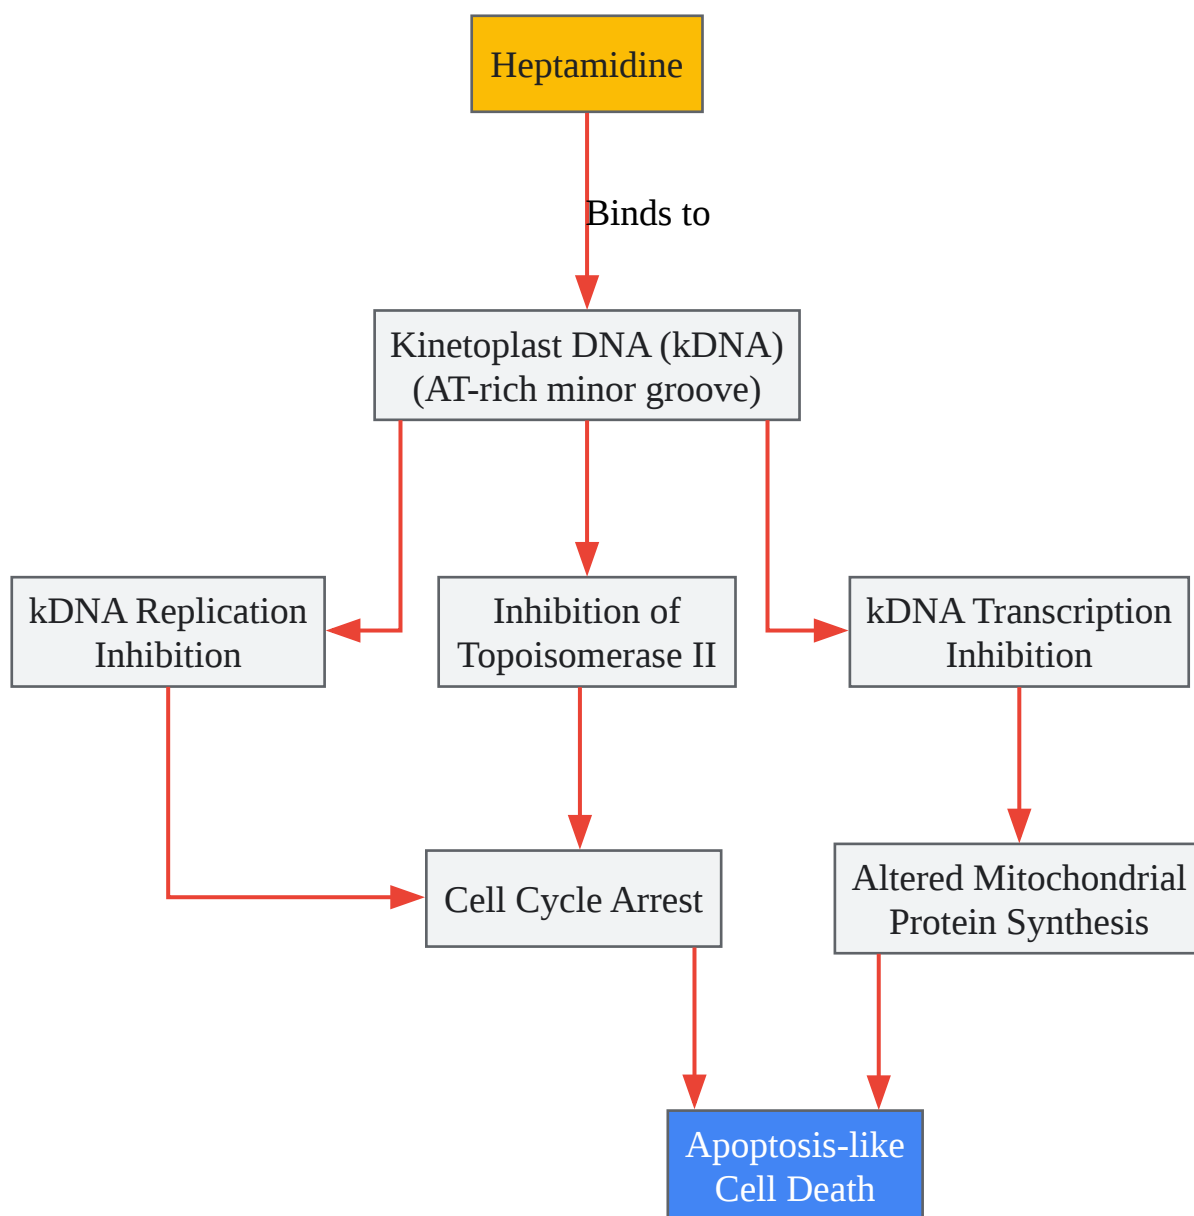 Heptamidine
Binds to
Kinetoplast DNA (kDNA)
(AT-rich minor groove)
kDNA Replication
Inhibition
Inhibition of
Topoisomerase II
kDNA Transcription
Inhibition
Cell Cycle Arrest
Altered Mitochondrial
Protein Synthesis
Apoptosis-like
Cell Death